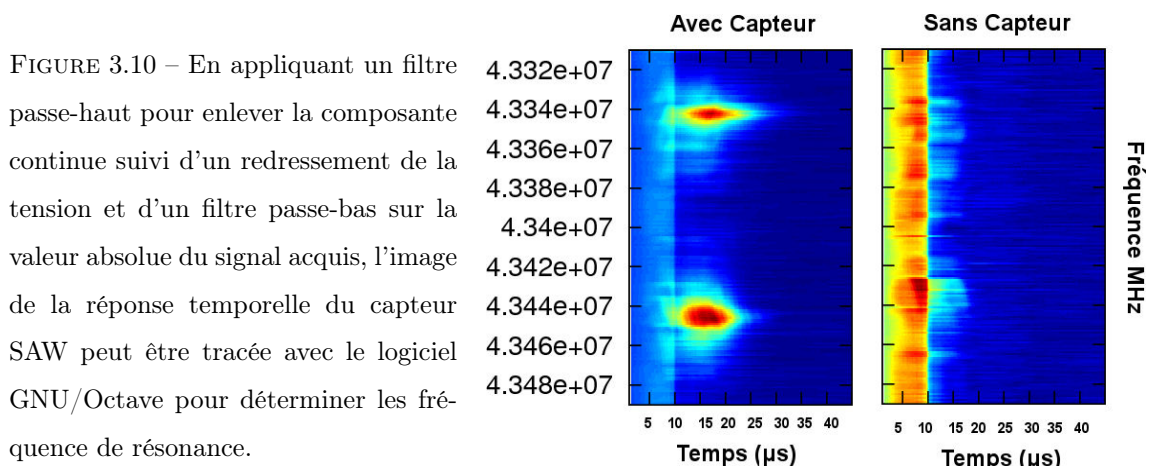 FIGURE 3.10 – En appliquant un filtre
passe-haut pour enlever la composante
continue suivi d'un redressement de la
tension et d'un filtre passe-bas sur la
valeur absolue du signal acquis, l'image
de la réponse temporelle du capteur
SAW peut être tracée avec le logiciel
GNU/Octave pour déterminer les fré-
quence de résonance.
Avec Capteur
4.332e+07
4.334e+07
4.336e+07
4.338e+07
4.34e+07
4.342e+07
4.344e+07
4.346e+07
4.348e+07
5 10 15 20 25 30 35 40
Temps (µs)
Sans Capteur
5 10 15 20 25 30 35 40
Temps (µs)
Fréquence MHz